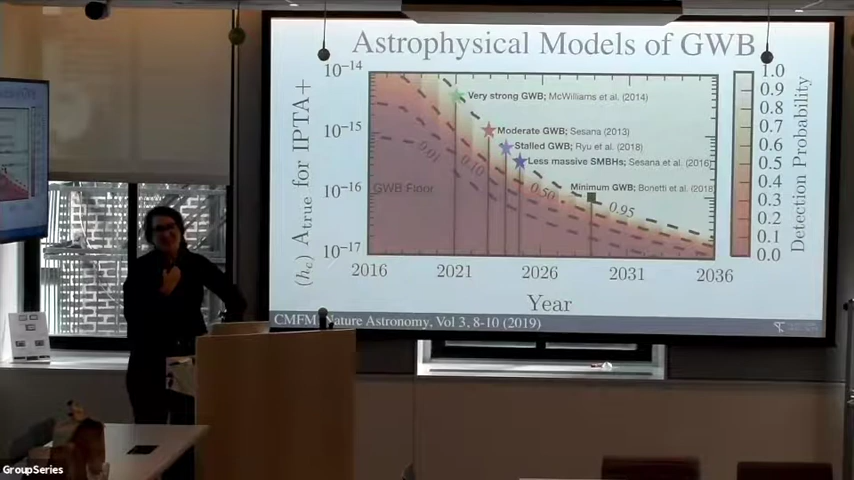 Astrophysical Models of GWB
10⁻¹⁴
10⁻¹⁵
10⁻¹⁶
10⁻¹⁷
(h_c) A_true for IPTA+
Very strong GWB; McWilliams et al. (2014)
Moderate GWB; Sesana (2013)
Stalled GWB; Ryu et al. (2018)
Less massive SMBHs; Sesana et al. (2016
Minimum GWB; Bonetti et al. (2018)
GWB Floor
0.01
0.10
0.50
0.95
2016
2021
2026
2031
2036
Year
1.0
0.9
0.8
0.7
0.6
0.5
0.4
0.3
0.2
0.1
0.0
Detection Probability
CMFM, Nature Astronomy, Vol 3, 8-10 (2019)
GroupSeries